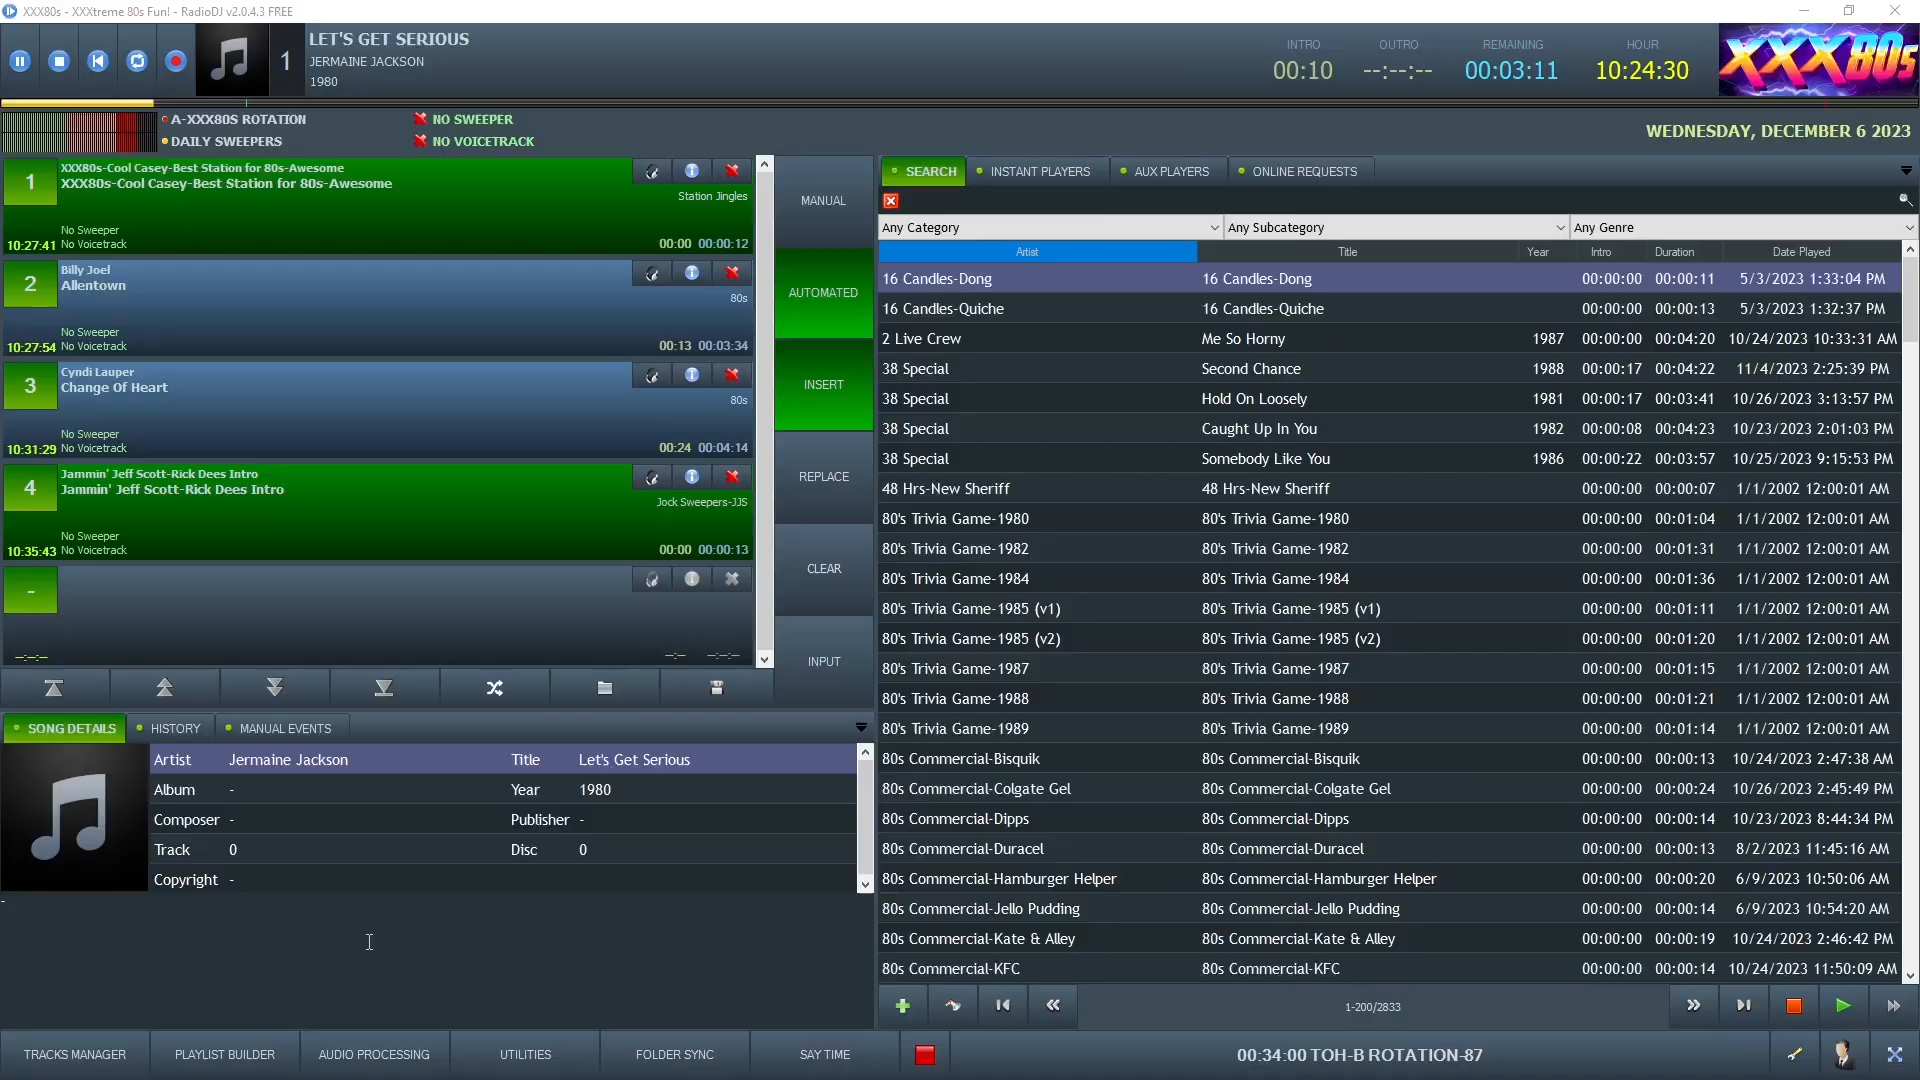 XXX80s - XXXtreme 80s Fun! - RadioDJ v2.0.4.3 FREE
1
LET'S GET SERIOUS
JERMAINE JACKSON
1980
INTRO OUTRO REMAINING HOUR
00:10 --:--:-- 00:03:11 10:24:30
XXX80s
A-XXX80S ROTATION NO SWEEPER
DAILY SWEEPERS NO VOICETRACK
WEDNESDAY, DECEMBER 6 2023
1
XXX80s-Cool Casey-Best Station for 80s-Awesome
XXX80s-Cool Casey-Best Station for 80s-Awesome
Station Jingles
No Sweeper
10:27:41 No Voicetrack 00:00 00:00:12
2
Billy Joel
Allentown
80s
No Sweeper
10:27:54 No Voicetrack 00:13 00:03:34
3
Cyndi Lauper
Change Of Heart
80s
No Sweeper
10:31:29 No Voicetrack 00:24 00:04:14
4
Jammin' Jeff Scott-Rick Dees Intro
Jammin' Jeff Scott-Rick Dees Intro
Jock Sweepers-JJS
No Sweeper
10:35:43 No Voicetrack 00:00 00:00:13
-
--:--:-- --:-- --:--:--
MANUAL
AUTOMATED
INSERT
REPLACE
CLEAR
INPUT
SONG DETAILS HISTORY MANUAL EVENTS
Artist Jermaine Jackson Title Let's Get Serious
Album - Year 1980
Composer - Publisher -
Track 0 Disc 0
Copyright -
-
SEARCH INSTANT PLAYERS AUX PLAYERS ONLINE REQUESTS
Any Category Any Subcategory Any Genre
Artist Title Year Intro Duration Date Played
16 Candles-Dong 16 Candles-Dong 00:00:00 00:00:11 5/3/2023 1:33:04 PM
16 Candles-Quiche 16 Candles-Quiche 00:00:00 00:00:13 5/3/2023 1:32:37 PM
2 Live Crew Me So Horny 1987 00:00:00 00:04:20 10/24/2023 10:33:31 AM
38 Special Second Chance 1988 00:00:17 00:04:22 11/4/2023 2:25:39 PM
38 Special Hold On Loosely 1981 00:00:17 00:03:41 10/26/2023 3:13:57 PM
38 Special Caught Up In You 1982 00:00:08 00:04:23 10/23/2023 2:01:03 PM
38 Special Somebody Like You 1986 00:00:22 00:03:57 10/25/2023 9:15:53 PM
48 Hrs-New Sheriff 48 Hrs-New Sheriff 00:00:00 00:00:07 1/1/2002 12:00:01 AM
80's Trivia Game-1980 80's Trivia Game-1980 00:00:00 00:01:04 1/1/2002 12:00:01 AM
80's Trivia Game-1982 80's Trivia Game-1982 00:00:00 00:01:31 1/1/2002 12:00:01 AM
80's Trivia Game-1984 80's Trivia Game-1984 00:00:00 00:01:36 1/1/2002 12:00:01 AM
80's Trivia Game-1985 (v1) 80's Trivia Game-1985 (v1) 00:00:00 00:01:11 1/1/2002 12:00:01 AM
80's Trivia Game-1985 (v2) 80's Trivia Game-1985 (v2) 00:00:00 00:01:20 1/1/2002 12:00:01 AM
80's Trivia Game-1987 80's Trivia Game-1987 00:00:00 00:01:15 1/1/2002 12:00:01 AM
80's Trivia Game-1988 80's Trivia Game-1988 00:00:00 00:01:21 1/1/2002 12:00:01 AM
80's Trivia Game-1989 80's Trivia Game-1989 00:00:00 00:01:14 1/1/2002 12:00:01 AM
80s Commercial-Bisquik 80s Commercial-Bisquik 00:00:00 00:00:13 10/24/2023 2:47:38 AM
80s Commercial-Colgate Gel 80s Commercial-Colgate Gel 00:00:00 00:00:24 10/26/2023 2:45:49 PM
80s Commercial-Dipps 80s Commercial-Dipps 00:00:00 00:00:14 10/23/2023 8:44:34 PM
80s Commercial-Duracel 80s Commercial-Duracel 00:00:00 00:00:13 8/2/2023 11:45:16 AM
80s Commercial-Hamburger Helper 80s Commercial-Hamburger Helper 00:00:00 00:00:20 6/9/2023 10:50:06 AM
80s Commercial-Jello Pudding 80s Commercial-Jello Pudding 00:00:00 00:00:14 6/9/2023 10:54:20 AM
80s Commercial-Kate & Alley 80s Commercial-Kate & Alley 00:00:00 00:00:19 10/24/2023 2:46:42 PM
80s Commercial-KFC 80s Commercial-KFC 00:00:00 00:00:14 10/24/2023 11:50:09 AM
1-200/2833
TRACKS MANAGER PLAYLIST BUILDER AUDIO PROCESSING UTILITIES FOLDER SYNC SAY TIME 00:34:00 TOH-B ROTATION-87